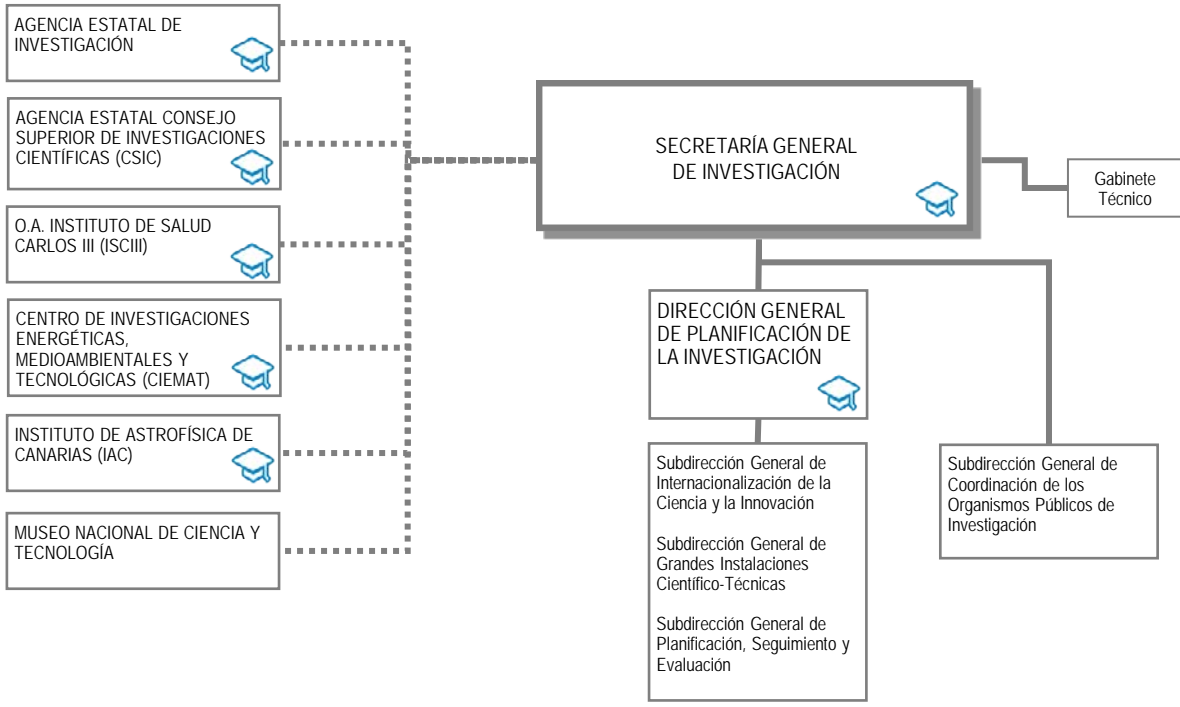 AGENCIA ESTATAL DE
INVESTIGACIÓN
AGENCIA ESTATAL CONSEJO
SUPERIOR DE INVESTIGACIONES
CIENTÍFICAS (CSIC)
O.A. INSTITUTO DE SALUD
CARLOS III (ISCIII)
CENTRO DE INVESTIGACIONES
ENERGÉTICAS,
MEDIOAMBIENTALES Y
TECNOLÓGICAS (CIEMAT)
INSTITUTO DE ASTROFÍSICA DE
CANARIAS (IAC)
MUSEO NACIONAL DE CIENCIA Y
TECNOLOGÍA
SECRETARÍA GENERAL
DE INVESTIGACIÓN
Gabinete
Técnico
DIRECCIÓN GENERAL
DE PLANIFICACIÓN DE
LA INVESTIGACIÓN
Subdirección General de
Internacionalización de la
Ciencia y la Innovación
Subdirección General de
Grandes Instalaciones
Científico-Técnicas
Subdirección General de
Planificación, Seguimiento y
Evaluación
Subdirección General de
Coordinación de los
Organismos Públicos de
Investigación